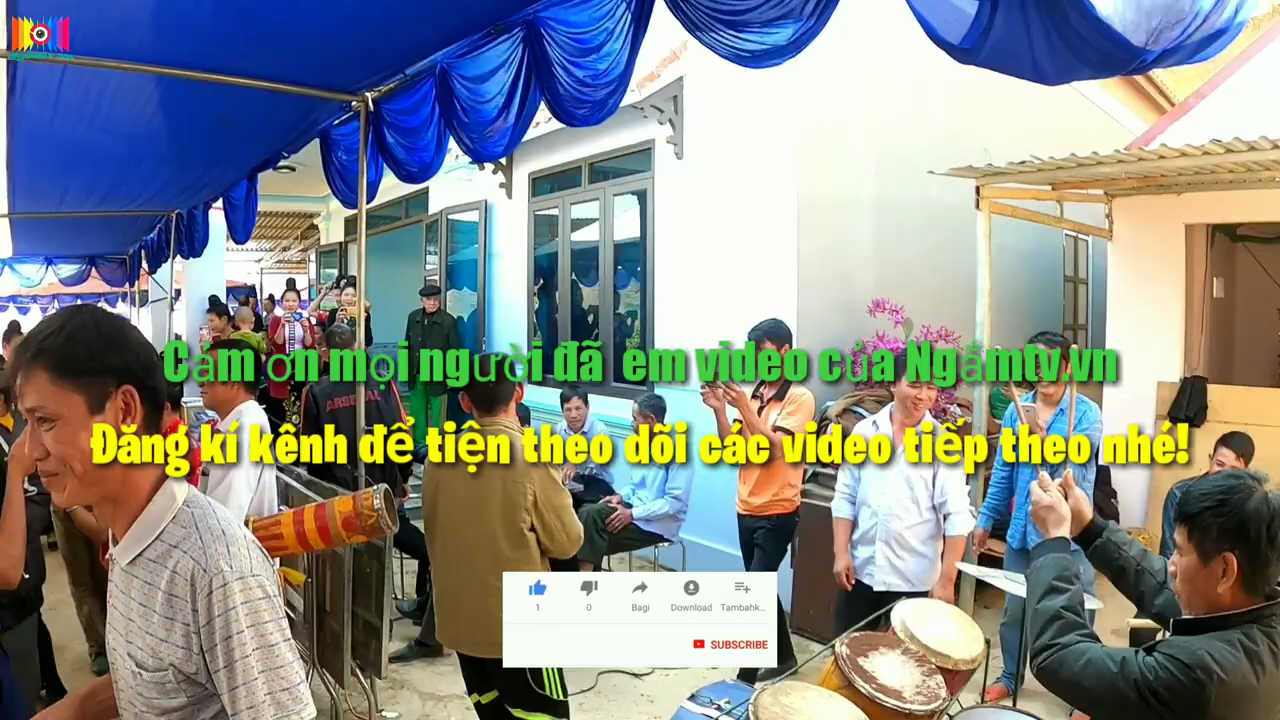 ARSENAL
Cảm ơn mọi người đã em video của Ngắmtv.vn
Đăng kí kênh để tiện theo dõi các video tiếp theo nhé!
1 0 Bagi Download Tambahk...
SUBSCRIBE